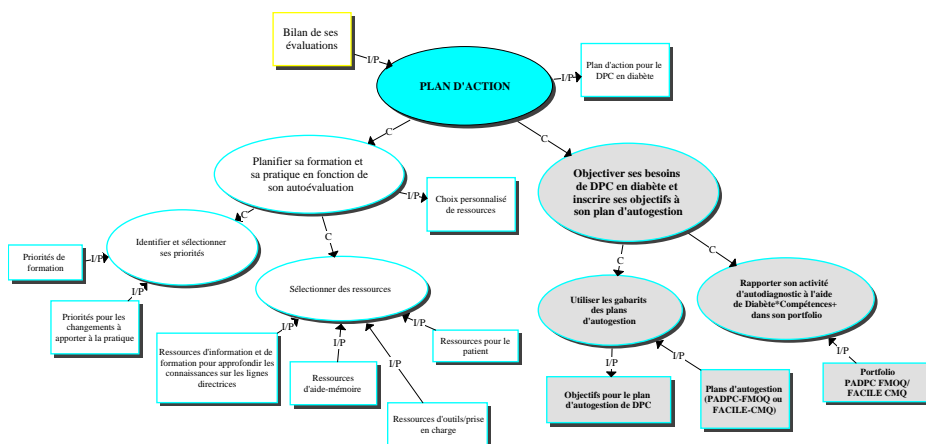 Bilan de ses
évaluations
I/P
PLAN D'ACTION
I/P
Plan d'action pour le
DPC en diabète
C
C
Planifier sa formation et
sa pratique en fonction de
son autoévaluation
I/P
Choix personnalisé
de ressources
Objectiver ses besoins
de DPC en diabète et
inscrire ses objectifs à
son plan d'autogestion
C
C
Identifier et sélectionner
ses priorités
Priorités de
formation
I/P
I/P
Priorités pour les
changements à
apporter à la pratique
Sélectionner des ressources
I/P
I/P
I/P
I/P
Ressources d'information et de
formation pour approfondir les
connaissances sur les lignes
directrices
Ressources
d'aide-mémoire
Ressources d'outils/prise
en charge
Ressources pour le
patient
C
C
Utiliser les gabarits
des plans
d'autogestion
Rapporter son activité
d'autodiagnostic à l'aide
de Diabète*Compétences+
dans son portfolio
I/P
I/P
I/P
Objectifs pour le plan
d'autogestion de DPC
Plans d'autogestion
(PADPC-FMOQ ou
FACILE-CMQ)
Portfolio
PADPC FMOQ/
FACILE CMQ